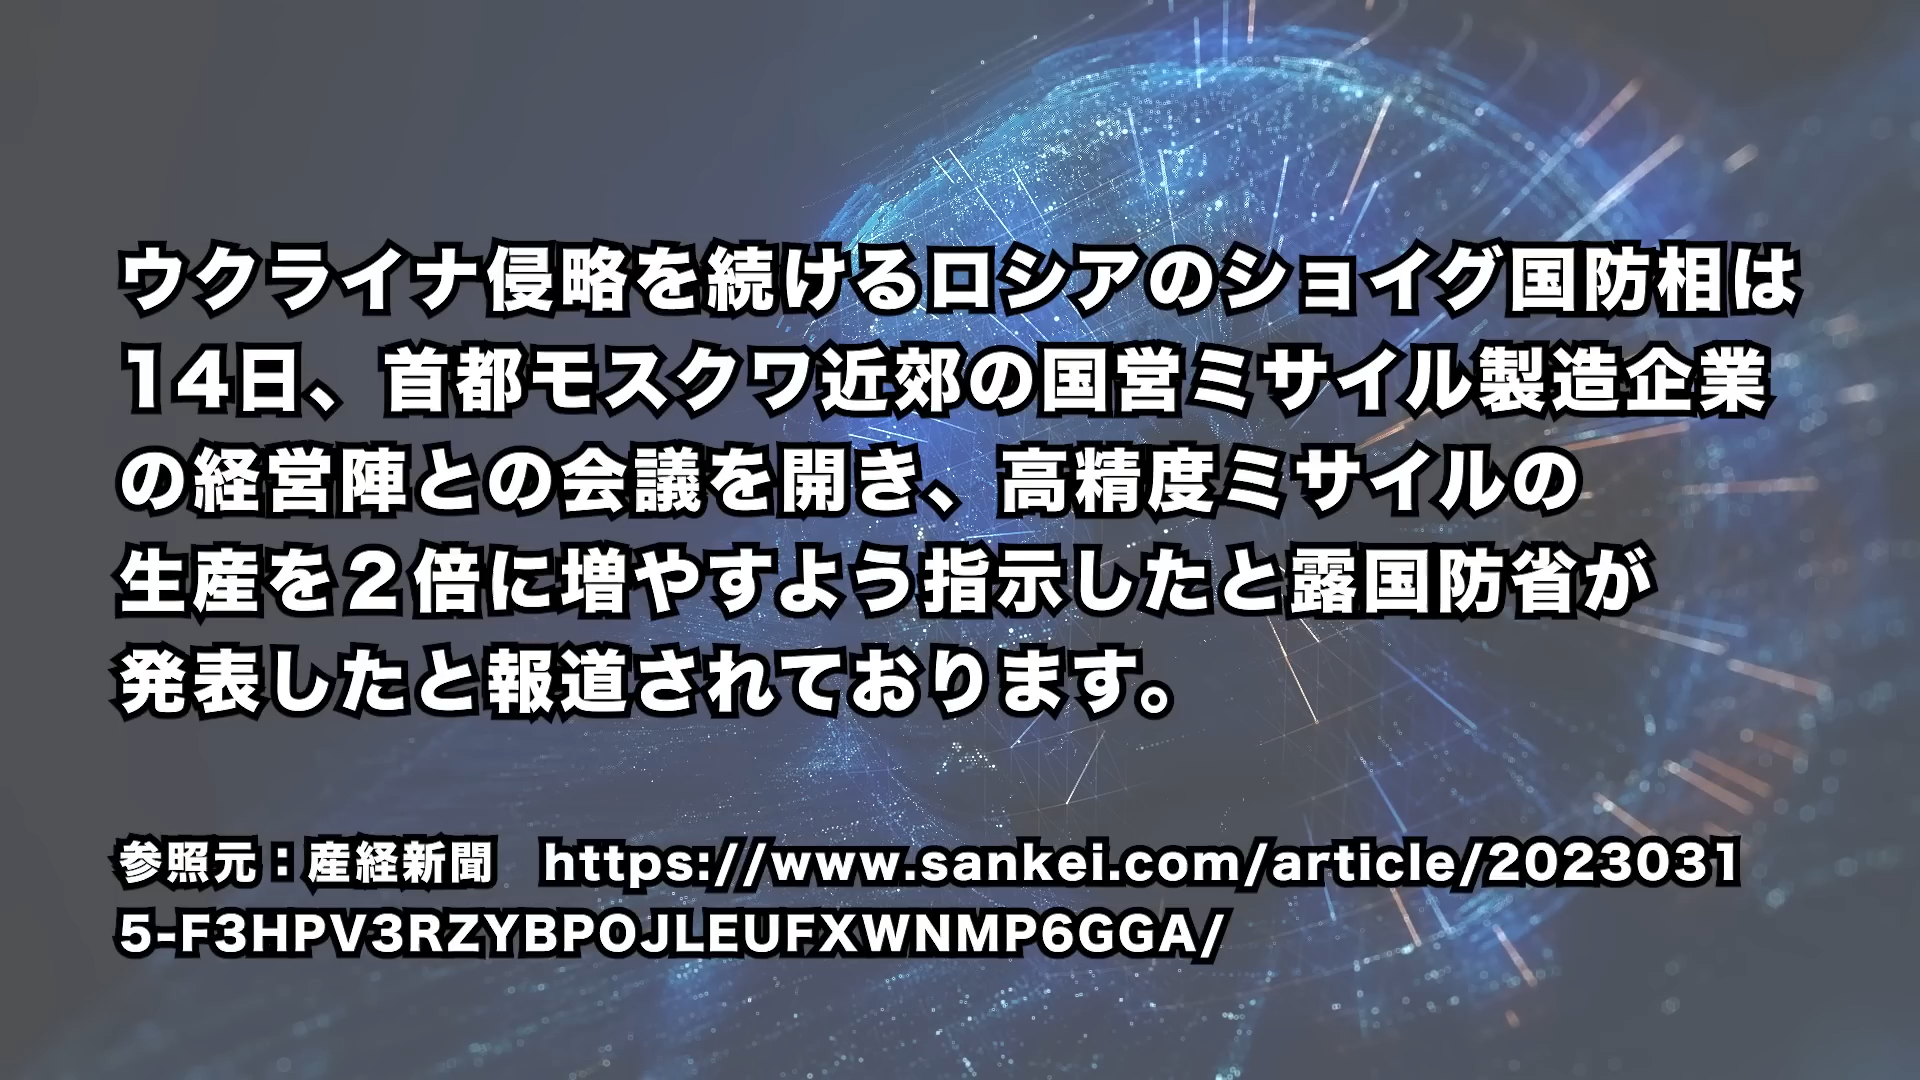 ウクライナ侵略を続けるロシアのショイグ国防相は
14日、首都モスクワ近郊の国営ミサイル製造企業
の経営陣との会議を開き、高精度ミサイルの
生産を２倍に増やすよう指示したと露国防省が
発表したと報道されております。
参照元：産経新聞　https://www.sankei.com/article/2023031
5-F3HPV3RZYBPOJLEUFXWNMP6GGA/